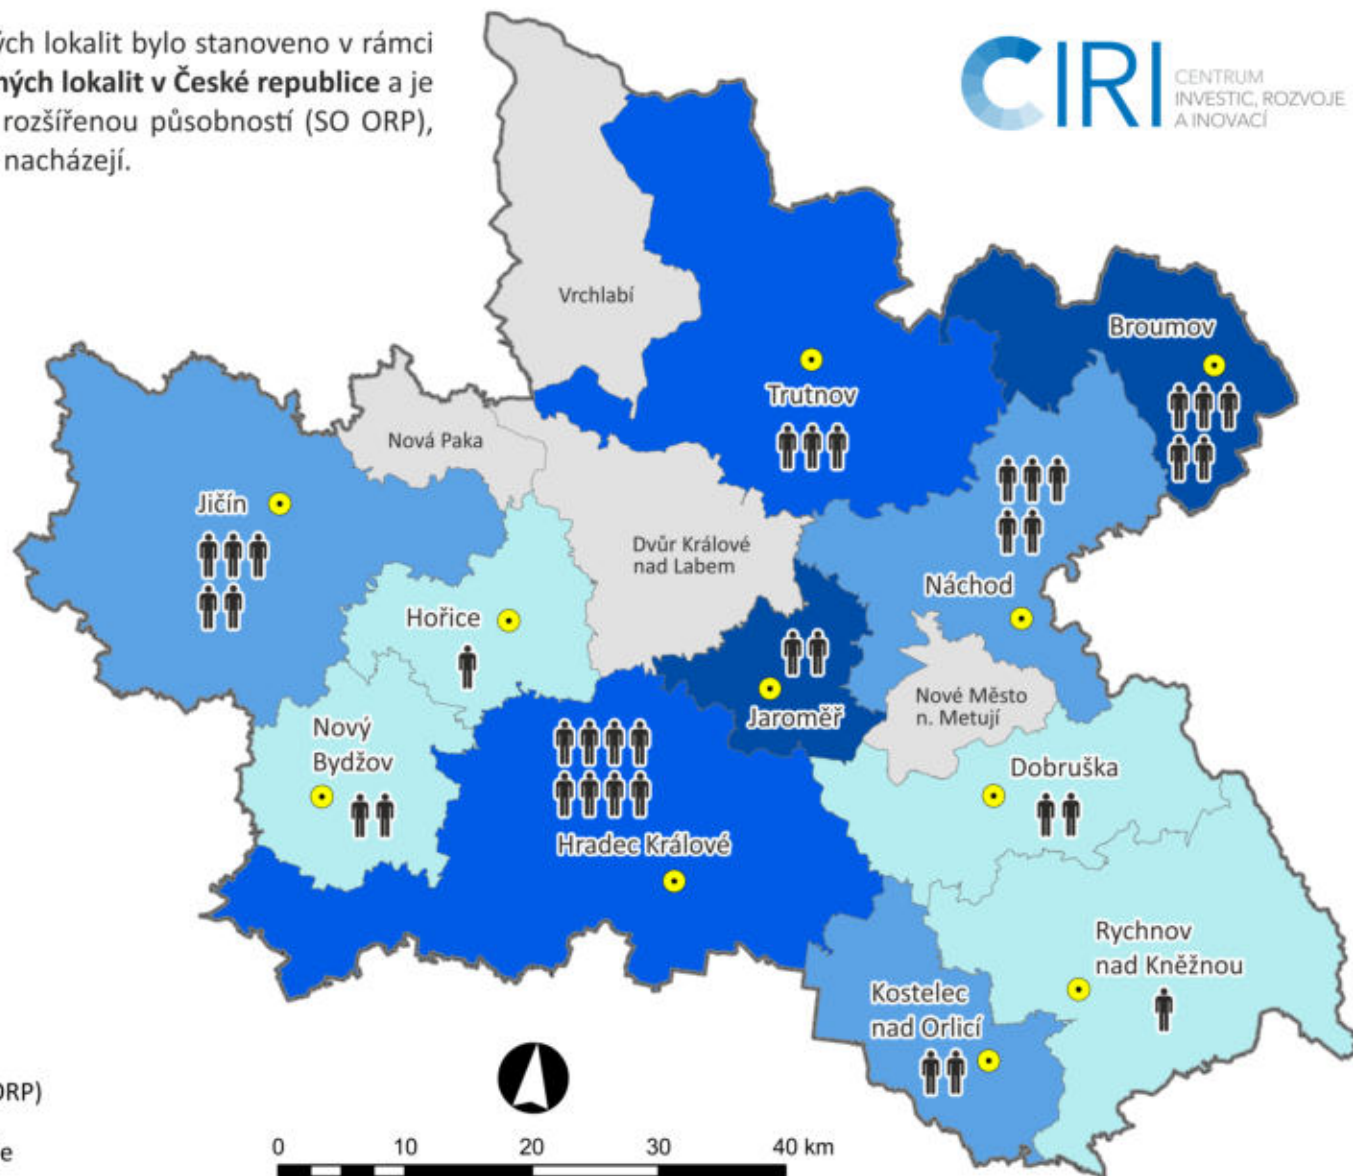 ých lokalit bylo stanoveno v rámci
ných lokalit v České republice a je
rozšířenou působností (SO ORP),
nacházejí.
CIRI CENTRUM
INVESTIC, ROZVOJE
A INOVACÍ
Vrchlabí
Broumov
Trutnov
Nová Paka
Jičín
Dvůr Králové
nad Labem
Náchod
Hořice
Nové Město
n. Metují
Jaroměř
Nový
Bydžov
Dobruška
Hradec Králové
Rychnov
nad Kněžnou
Kostelec
nad Orlicí
ORP)
e
0 10 20 30 40 km